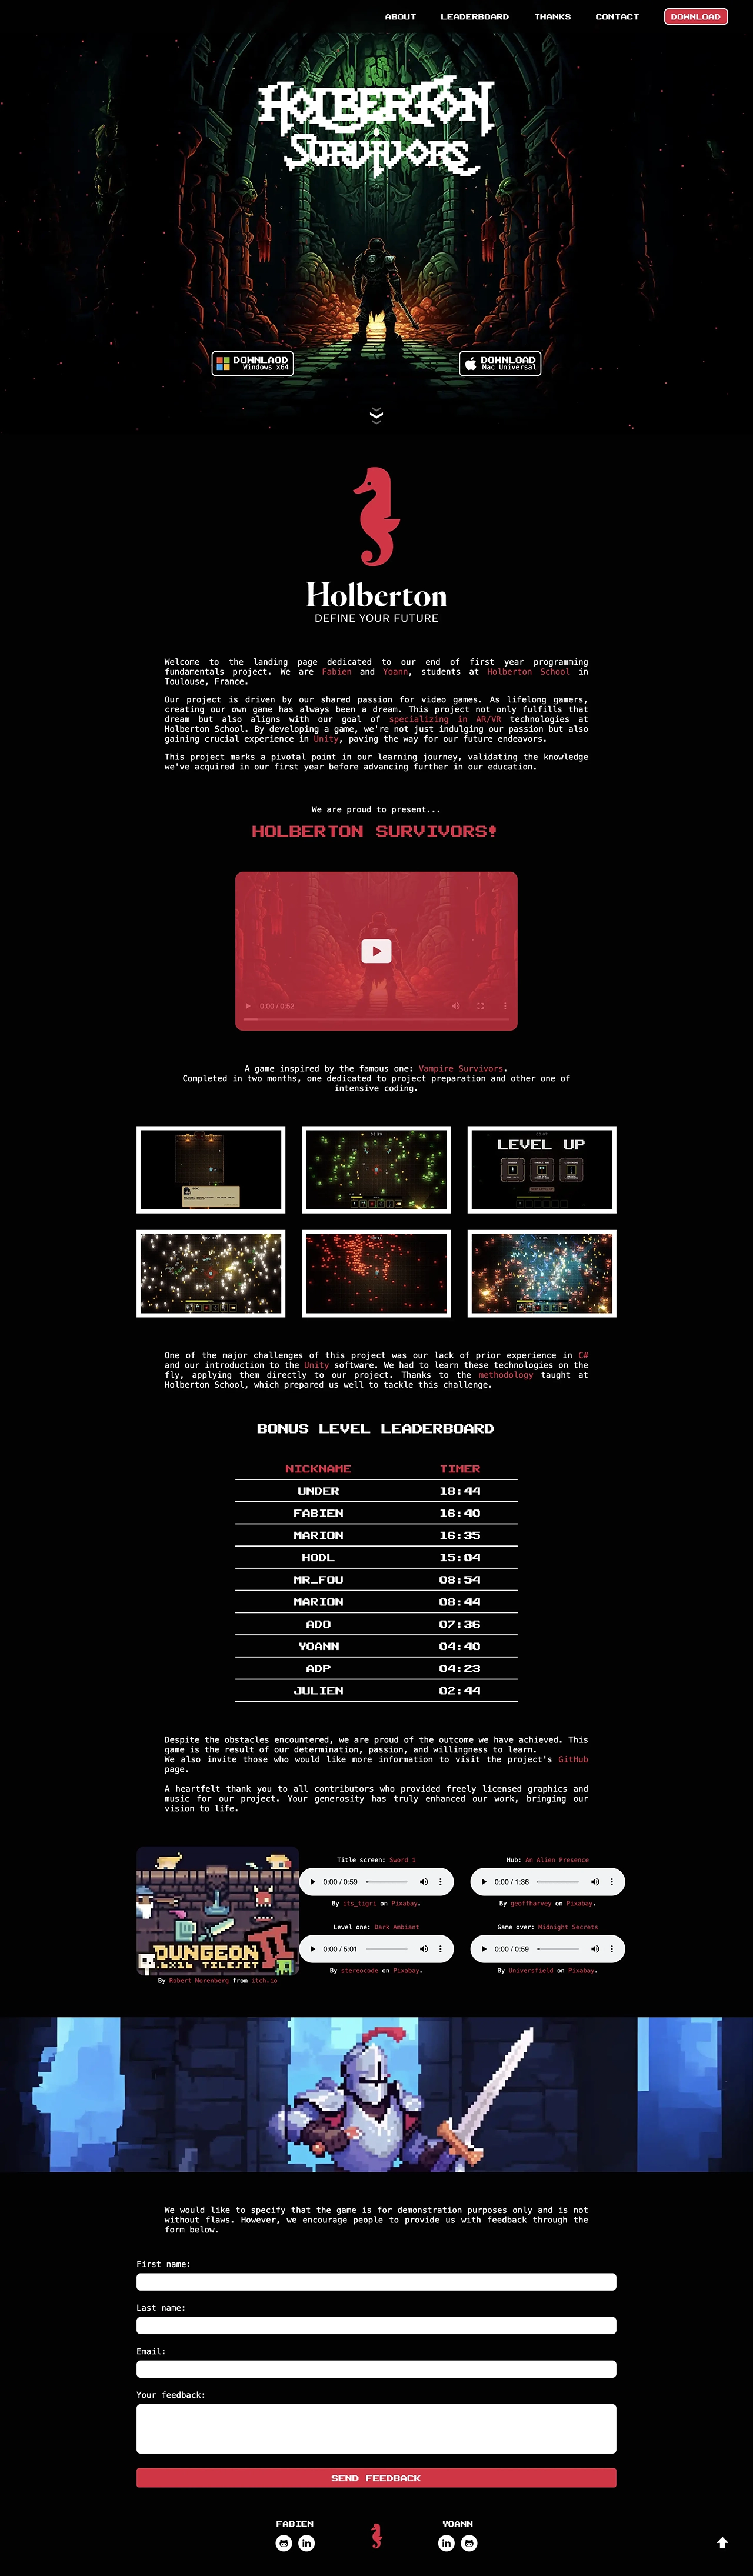 ABOUT LEADERBOARD THANKS CONTACT DOWNLOAD
HOLBERTON
SURVIVORS
DOWNLAOD
Windows x64
DOWNLOAD
Mac Universal
Holberton
DEFINE YOUR FUTURE
Welcome to the landing page dedicated to our end of first year programming
fundamentals project. We are Fabien and Yoann, students at Holberton School in
Toulouse, France.
Our project is driven by our shared passion for video games. As lifelong gamers,
creating our own game has always been a dream. This project not only fulfills that
dream but also aligns with our goal of specializing in AR/VR technologies at
Holberton School. By developing a game, we're not just indulging our passion but also
gaining crucial experience in Unity, paving the way for our future endeavors.
This project marks a pivotal point in our learning journey, validating the knowledge
we've acquired in our first year before advancing further in our education.
We are proud to present...
HOLBERTON SURVIVORS!
0:00 / 0:52
A game inspired by the famous one: Vampire Survivors.
Completed in two months, one dedicated to project preparation and other one of
intensive coding.
LEVEL UP
One of the major challenges of this project was our lack of prior experience in C#
and our introduction to the Unity software. We had to learn these technologies on the
fly, applying them directly to our project. Thanks to the methodology taught at
Holberton School, which prepared us well to tackle this challenge.
BONUS LEVEL LEADERBOARD
NICKNAME TIMER
UNDER 18:44
FABIEN 16:40
MARION 16:35
HODL 15:04
MR_FOU 08:54
MARION 08:44
ADO 07:36
YOANN 04:40
ADP 04:23
JULIEN 02:44
Despite the obstacles encountered, we are proud of the outcome we have achieved. This
game is the result of our determination, passion, and willingness to learn.
We also invite those who would like more information to visit the project's GitHub
page.
A heartfelt thank you to all contributors who provided freely licensed graphics and
music for our project. Your generosity has truly enhanced our work, bringing our
vision to life.
DUNGEON II
TILESET
By Robert Norenberg from itch.io
Title screen: Sword 1
0:00 / 0:59
By its_tigri on Pixabay.
Hub: An Alien Presence
0:00 / 1:36
By geoffharvey on Pixabay.
Level one: Dark Ambiant
0:00 / 5:01
By stereocode on Pixabay.
Game over: Midnight Secrets
0:00 / 0:59
By Universfield on Pixabay.
We would like to specify that the game is for demonstration purposes only and is not
without flaws. However, we encourage people to provide us with feedback through the
form below.
First name:
Last name:
Email:
Your feedback:
SEND FEEDBACK
FABIEN
YOANN
in
in